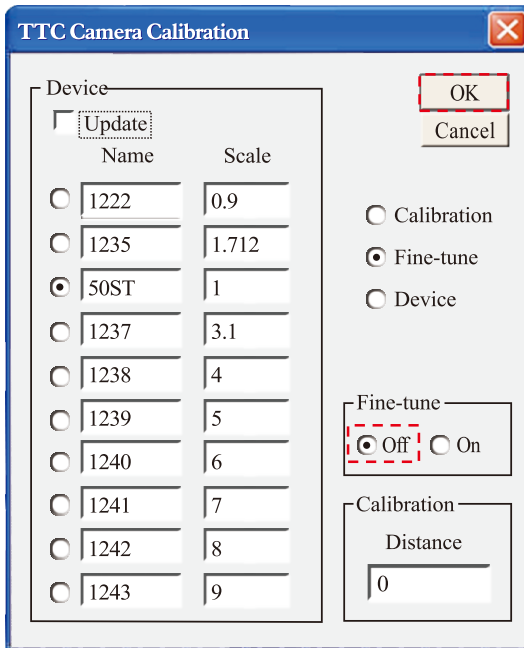 TTC Camera Calibration
Device
Update
Name Scale
1222 0.9
1235 1.712
50ST 1
1237 3.1
1238 4
1239 5
1240 6
1241 7
1242 8
1243 9
OK
Cancel
Calibration
Fine-tune
Device
Fine-tune
Off On
Calibration
Distance
0